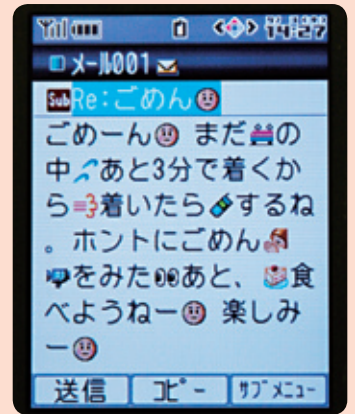 14:27
メール001
Sub Re:ごめん
ごめーん まだの
中 あと3分で着くか
ら 着いたら するね
。ホントにごめん
をみた あと、食
べようねー 楽しみ
ー
送信 コピー サブメニュー